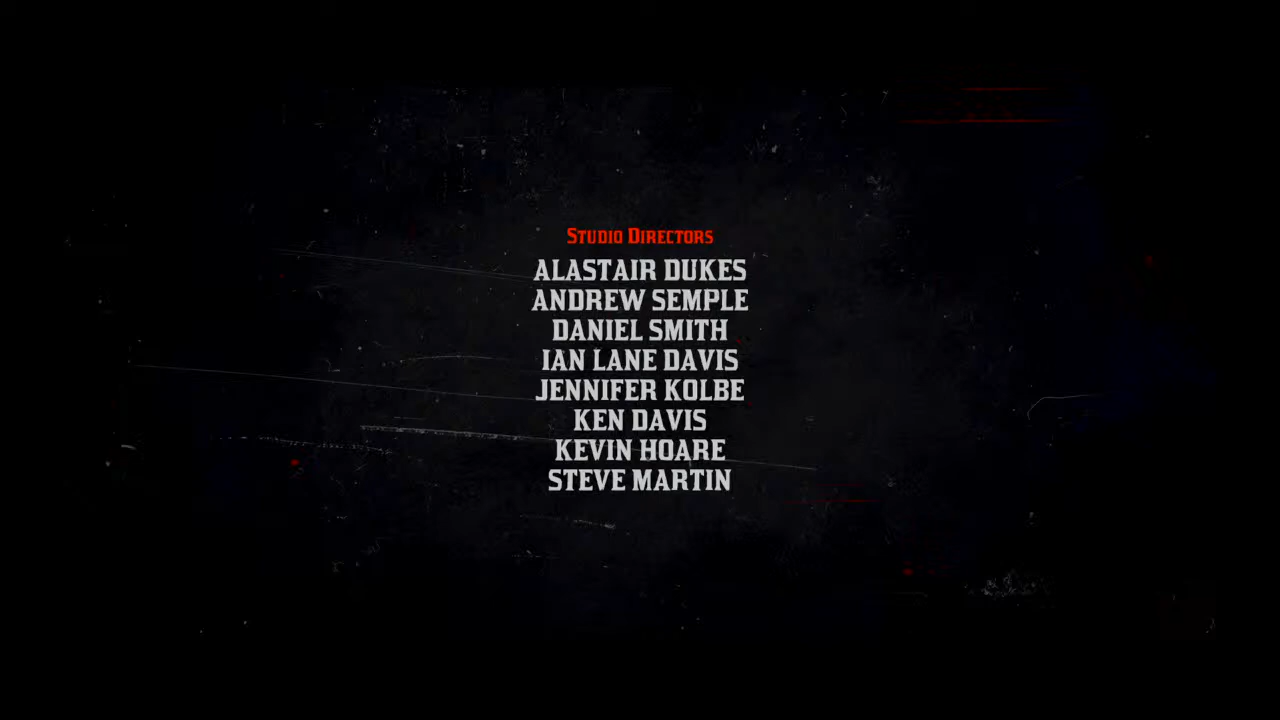 Studio Directors
ALASTAIR DUKES
ANDREW SEMPLE
DANIEL SMITH
IAN LANE DAVIS
JENNIFER KOLBE
KEN DAVIS
KEVIN HOARE
STEVE MARTIN